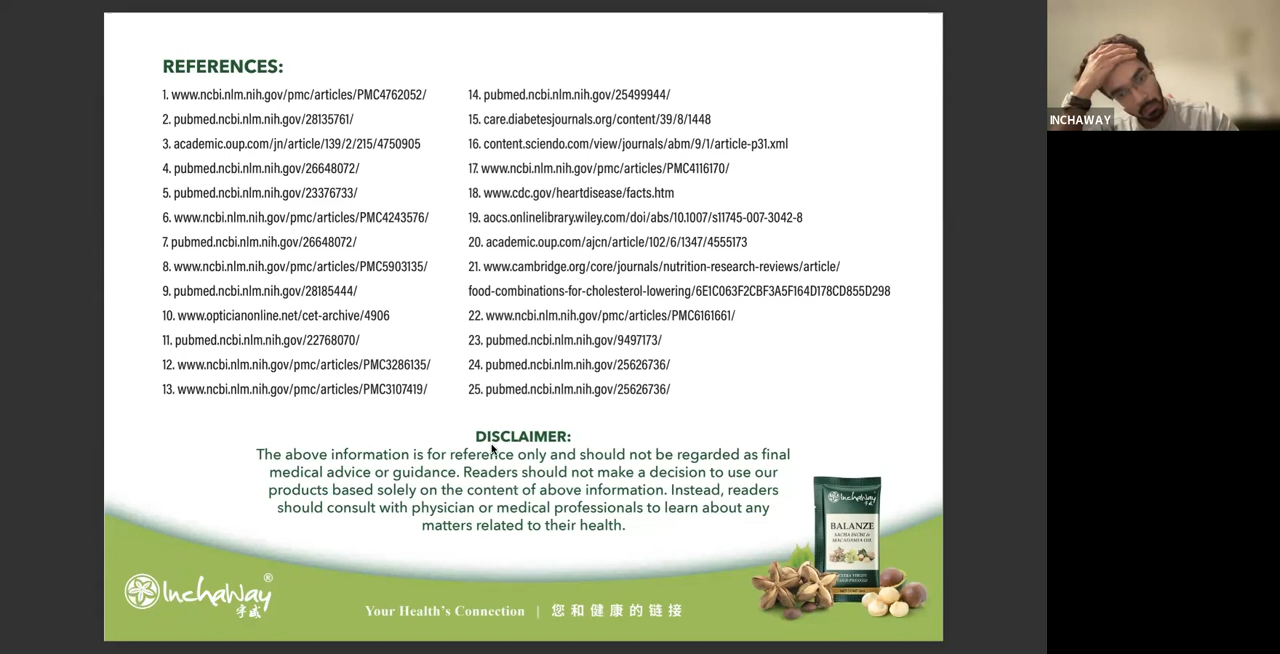 REFERENCES:
1. www.ncbi.nlm.nih.gov/pmc/articles/PMC4762052/
2. pubmed.ncbi.nlm.nih.gov/28135761/
3. academic.oup.com/jn/article/139/2/215/4750905
4. pubmed.ncbi.nlm.nih.gov/26648072/
5. pubmed.ncbi.nlm.nih.gov/23376733/
6. www.ncbi.nlm.nih.gov/pmc/articles/PMC4243576/
7. pubmed.ncbi.nlm.nih.gov/26648072/
8. www.ncbi.nlm.nih.gov/pmc/articles/PMC5903135/
9. pubmed.ncbi.nlm.nih.gov/28185444/
10. www.opticianonline.net/cet-archive/4906
11. pubmed.ncbi.nlm.nih.gov/22768070/
12. www.ncbi.nlm.nih.gov/pmc/articles/PMC3286135/
13. www.ncbi.nlm.nih.gov/pmc/articles/PMC3107419/
14. pubmed.ncbi.nlm.nih.gov/25499944/
15. care.diabetesjournals.org/content/39/8/1448
16. content.sciendo.com/view/journals/abm/9/1/article-p31.xml
17. www.ncbi.nlm.nih.gov/pmc/articles/PMC4116170/
18. www.cdc.gov/heartdisease/facts.htm
19. aocs.onlinelibrary.wiley.com/doi/abs/10.1007/s11745-007-3042-8
20. academic.oup.com/ajcn/article/102/6/1347/4555173
21. www.cambridge.org/core/journals/nutrition-research-reviews/article/
food-combinations-for-cholesterol-lowering/6E1C063F2CBF3A5F164D178CD855D298
22. www.ncbi.nlm.nih.gov/pmc/articles/PMC6161661/
23. pubmed.ncbi.nlm.nih.gov/9497173/
24. pubmed.ncbi.nlm.nih.gov/25626736/
25. pubmed.ncbi.nlm.nih.gov/25626736/
DISCLAIMER:
The above information is for reference only and should not be regarded as final
medical advice or guidance. Readers should not make a decision to use our
products based solely on the content of above information. Instead, readers
should consult with physician or medical professionals to learn about any
matters related to their health.
InchaWay®
宇威
Your Health's Connection | 您和健康的链接
InchaWay
宇威
BALANZE
SACHA INCHI &
MACADAMIA OIL
EXTRA VIRGIN
COLD PRESSED
INCHAWAY